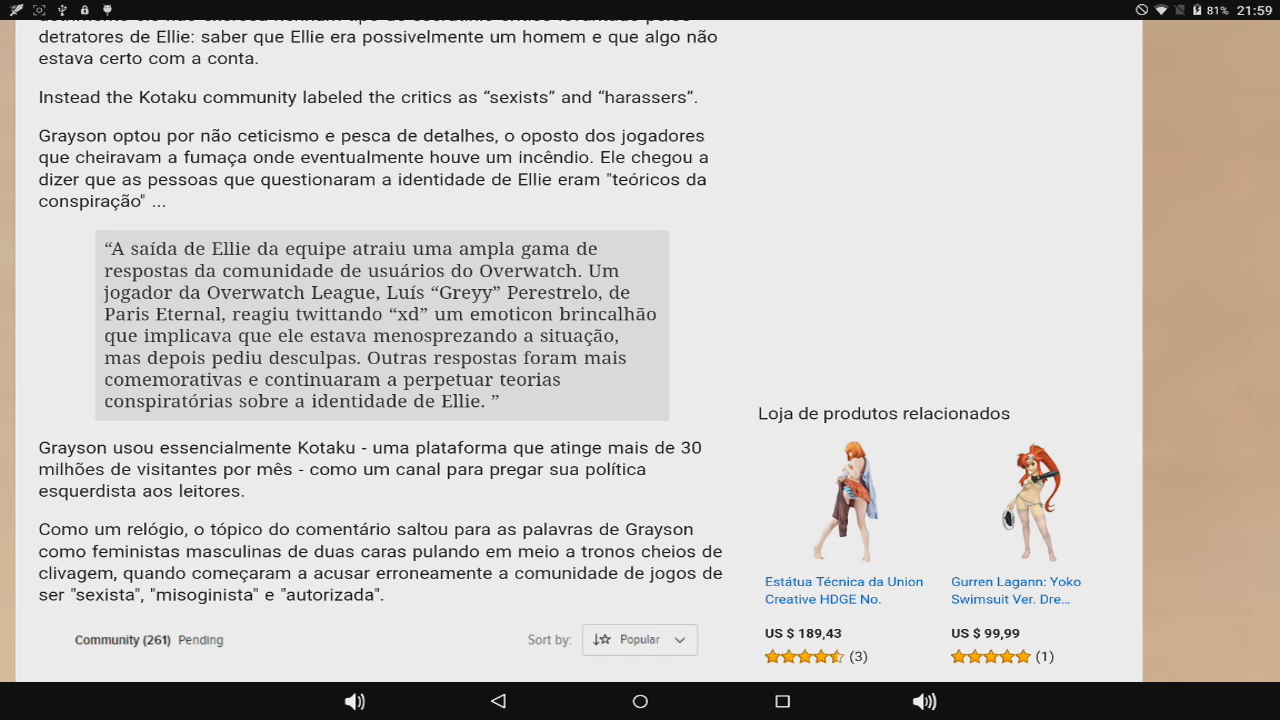 81% 21:59
detratores de Ellie: saber que Ellie era possivelmente um homem e que algo não
estava certo com a conta.
Instead the Kotaku community labeled the critics as “sexists” and “harassers”.
Grayson optou por não ceticismo e pesca de detalhes, o oposto dos jogadores
que cheiravam a fumaça onde eventualmente houve um incêndio. Ele chegou a
dizer que as pessoas que questionaram a identidade de Ellie eram "teóricos da
conspiração" ...
“A saída de Ellie da equipe atraiu uma ampla gama de
respostas da comunidade de usuários do Overwatch. Um
jogador da Overwatch League, Luís “Greyy” Perestrelo, de
Paris Eternal, reagiu twittando “xd” um emoticon brincalhão
que implicava que ele estava menosprezando a situação,
mas depois pediu desculpas. Outras respostas foram mais
comemorativas e continuaram a perpetuar teorias
conspiratórias sobre a identidade de Ellie. ”
Grayson usou essencialmente Kotaku - uma plataforma que atinge mais de 30
milhões de visitantes por mês - como um canal para pregar sua política
esquerdista aos leitores.
Como um relógio, o tópico do comentário saltou para as palavras de Grayson
como feministas masculinas de duas caras pulando em meio a tronos cheios de
clivagem, quando começaram a acusar erroneamente a comunidade de jogos de
ser "sexista", "misoginista" e "autorizada".
Community (261) Pending
Sort by: Popular
Loja de produtos relacionados
Estátua Técnica da Union
Creative HDGE No.
US $ 189,43
(3)
Gurren Lagann: Yoko
Swimsuit Ver. Dre...
US $ 99,99
(1)